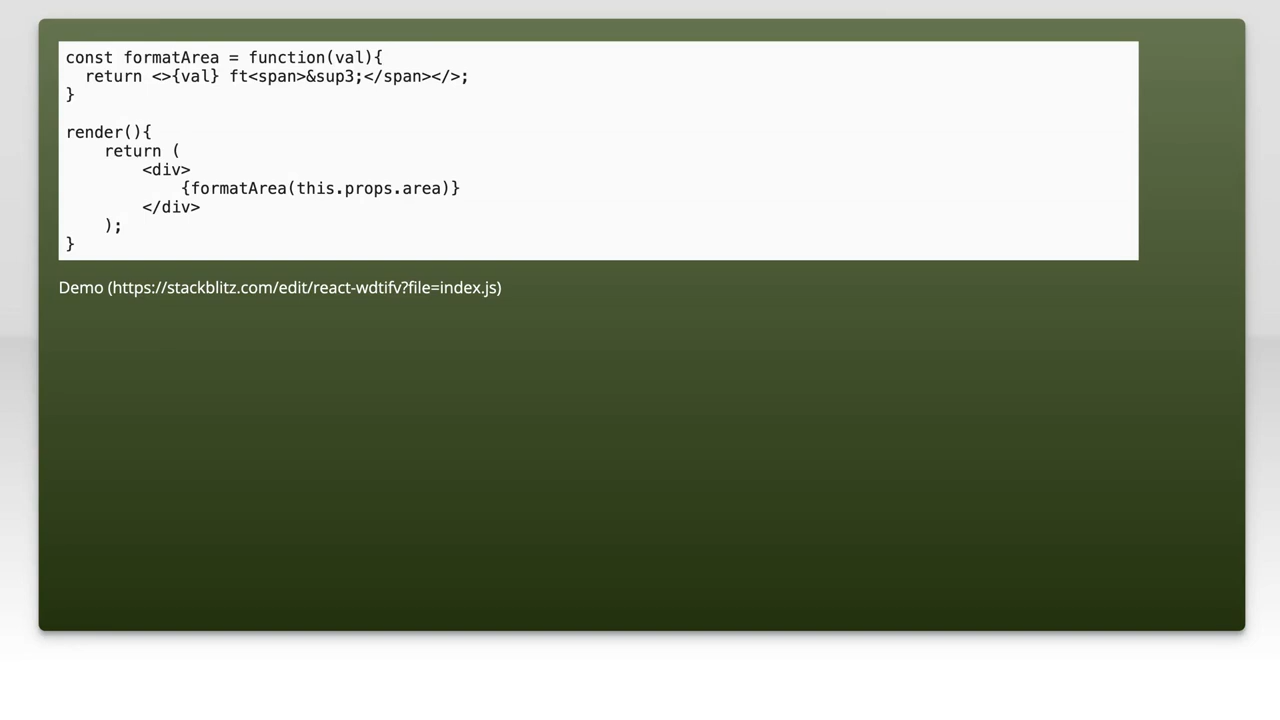 const formatArea = function(val){
  return <>{val} ft<span>&sup3;</span></>;
}

render(){
    return (
        <div>
            {formatArea(this.props.area)}
        </div>
    );
}
Demo (https://stackblitz.com/edit/react-wdtifv?file=index.js)